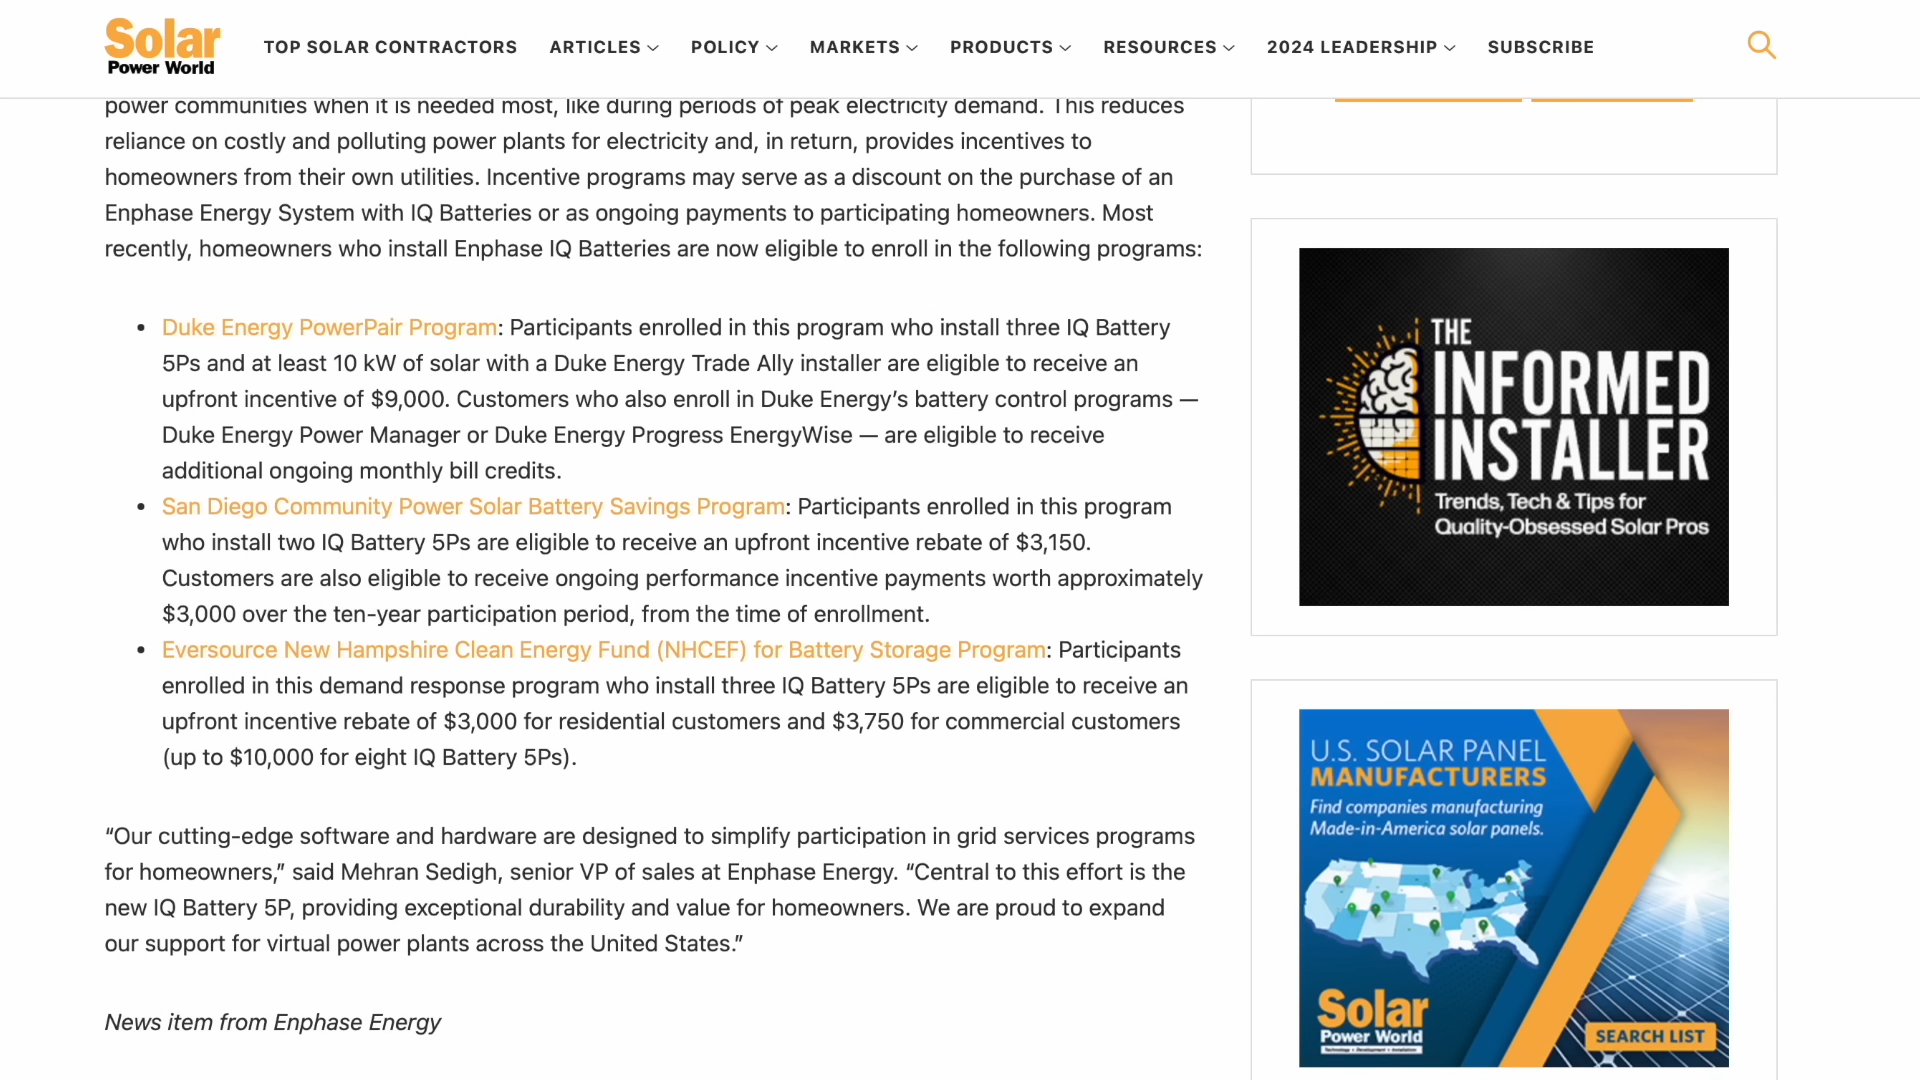 Solar
Power World
TOP SOLAR CONTRACTORS
ARTICLES
POLICY
MARKETS
PRODUCTS
RESOURCES
2024 LEADERSHIP
SUBSCRIBE
power communities when it is needed most, like during periods of peak electricity demand. This reduces
reliance on costly and polluting power plants for electricity and, in return, provides incentives to
homeowners from their own utilities. Incentive programs may serve as a discount on the purchase of an
Enphase Energy System with IQ Batteries or as ongoing payments to participating homeowners. Most
recently, homeowners who install Enphase IQ Batteries are now eligible to enroll in the following programs:
• Duke Energy PowerPair Program: Participants enrolled in this program who install three IQ Battery
5Ps and at least 10 kW of solar with a Duke Energy Trade Ally installer are eligible to receive an
upfront incentive of $9,000. Customers who also enroll in Duke Energy’s battery control programs —
Duke Energy Power Manager or Duke Energy Progress EnergyWise — are eligible to receive
additional ongoing monthly bill credits.
• San Diego Community Power Solar Battery Savings Program: Participants enrolled in this program
who install two IQ Battery 5Ps are eligible to receive an upfront incentive rebate of $3,150.
Customers are also eligible to receive ongoing performance incentive payments worth approximately
$3,000 over the ten-year participation period, from the time of enrollment.
• Eversource New Hampshire Clean Energy Fund (NHCEF) for Battery Storage Program: Participants
enrolled in this demand response program who install three IQ Battery 5Ps are eligible to receive an
upfront incentive rebate of $3,000 for residential customers and $3,750 for commercial customers
(up to $10,000 for eight IQ Battery 5Ps).
“Our cutting-edge software and hardware are designed to simplify participation in grid services programs
for homeowners,” said Mehran Sedigh, senior VP of sales at Enphase Energy. “Central to this effort is the
new IQ Battery 5P, providing exceptional durability and value for homeowners. We are proud to expand
our support for virtual power plants across the United States.”
News item from Enphase Energy
THE
INFORMED
INSTALLER
Trends, Tech & Tips for
Quality-Obsessed Solar Pros
U.S. SOLAR PANEL
MANUFACTURERS
Find companies manufacturing
Made-in-America solar panels.
Solar
Power World
SEARCH LIST